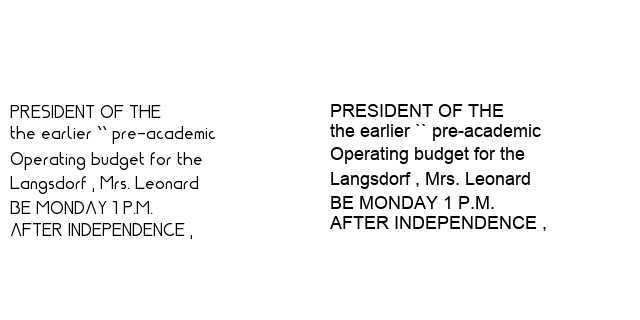 PRESIDENT OF THE
the earlier `` pre-academic
Operating budget for the
Langsdorf , Mrs. Leonard
BE MONDAY 1 P.M.
AFTER INDEPENDENCE ,
PRESIDENT OF THE
the earlier `` pre-academic
Operating budget for the
Langsdorf , Mrs. Leonard
BE MONDAY 1 P.M.
AFTER INDEPENDENCE ,